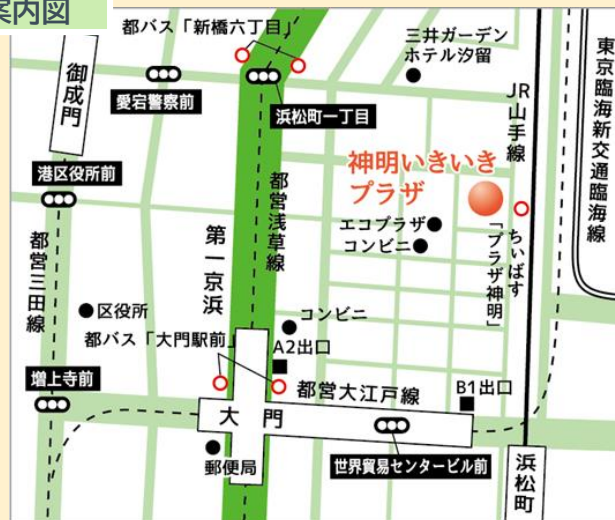 案内図
都バス「新橋六丁目」
三井ガーデン
ホテル汐留
御成門
愛宕警察前
浜松町一丁目
JR山手線
東京臨海新交通臨海線
港区役所前
神明いきいき
プラザ
都営浅草線
第一京浜
エコプラザ
コンビニ
ちぃばす
「プラザ神明」
都営三田線
区役所
コンビニ
都バス「大門駅前」
A2出口
増上寺前
都営大江戸線
B1出口
大門
郵便局
世界貿易センタービル前
浜松町